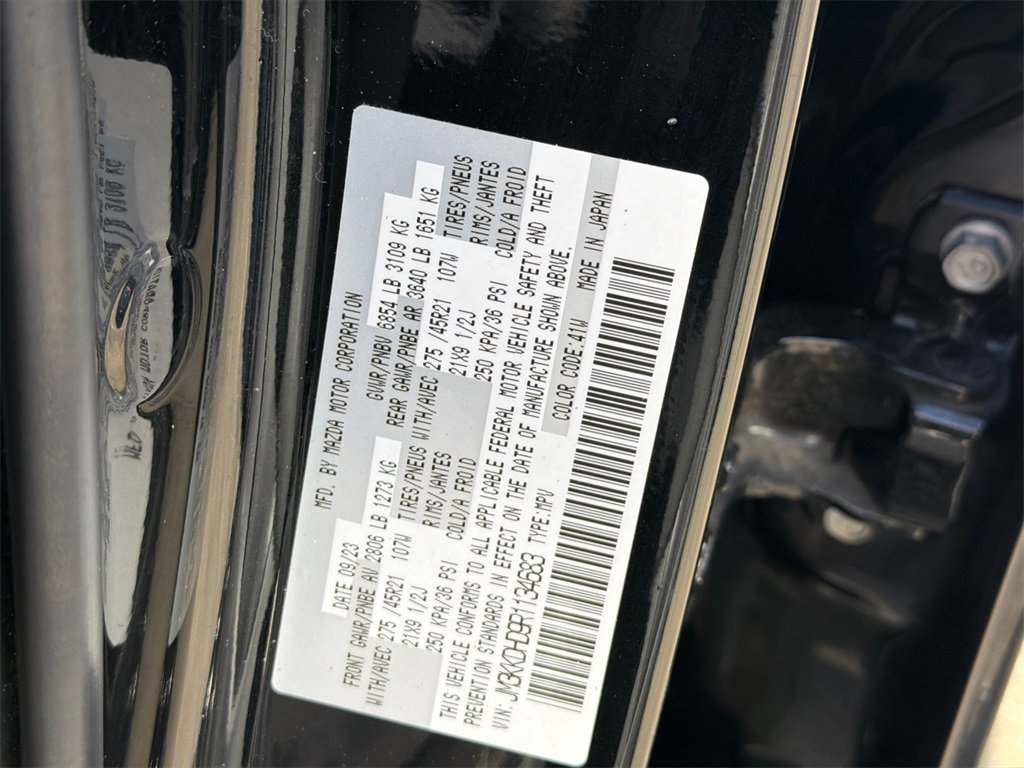 MFD. BY MAZDA MOTOR CORPORATION
DATE 09/23 GVWR/PNBV 6854 LB 3109 KG
FRONT GAWR/PNBE AV 2806 LB 1273 KG REAR GAWR/PNBE AR 3640 LB 1651 KG
WITH/AVEC 275 /45R21 107W TIRES/PNEUS WITH/AVEC 275 /45R21 107W TIRES/PNEUS
21X9 1/2J RIMS/JANTES 21X9 1/2J RIMS/JANTES
250 KPA/36 PSI COLD/A FROID 250 KPA/36 PSI COLD/A FROID
THIS VEHICLE CONFORMS TO ALL APPLICABLE FEDERAL MOTOR VEHICLE SAFETY AND THEFT
PREVENTION STANDARDS IN EFFECT ON THE DATE OF MANUFACTURE SHOWN ABOVE.
VIN: JM3KKDHD9R1134683 TYPE MPV COLOR CODE:41W MADE IN JAPAN